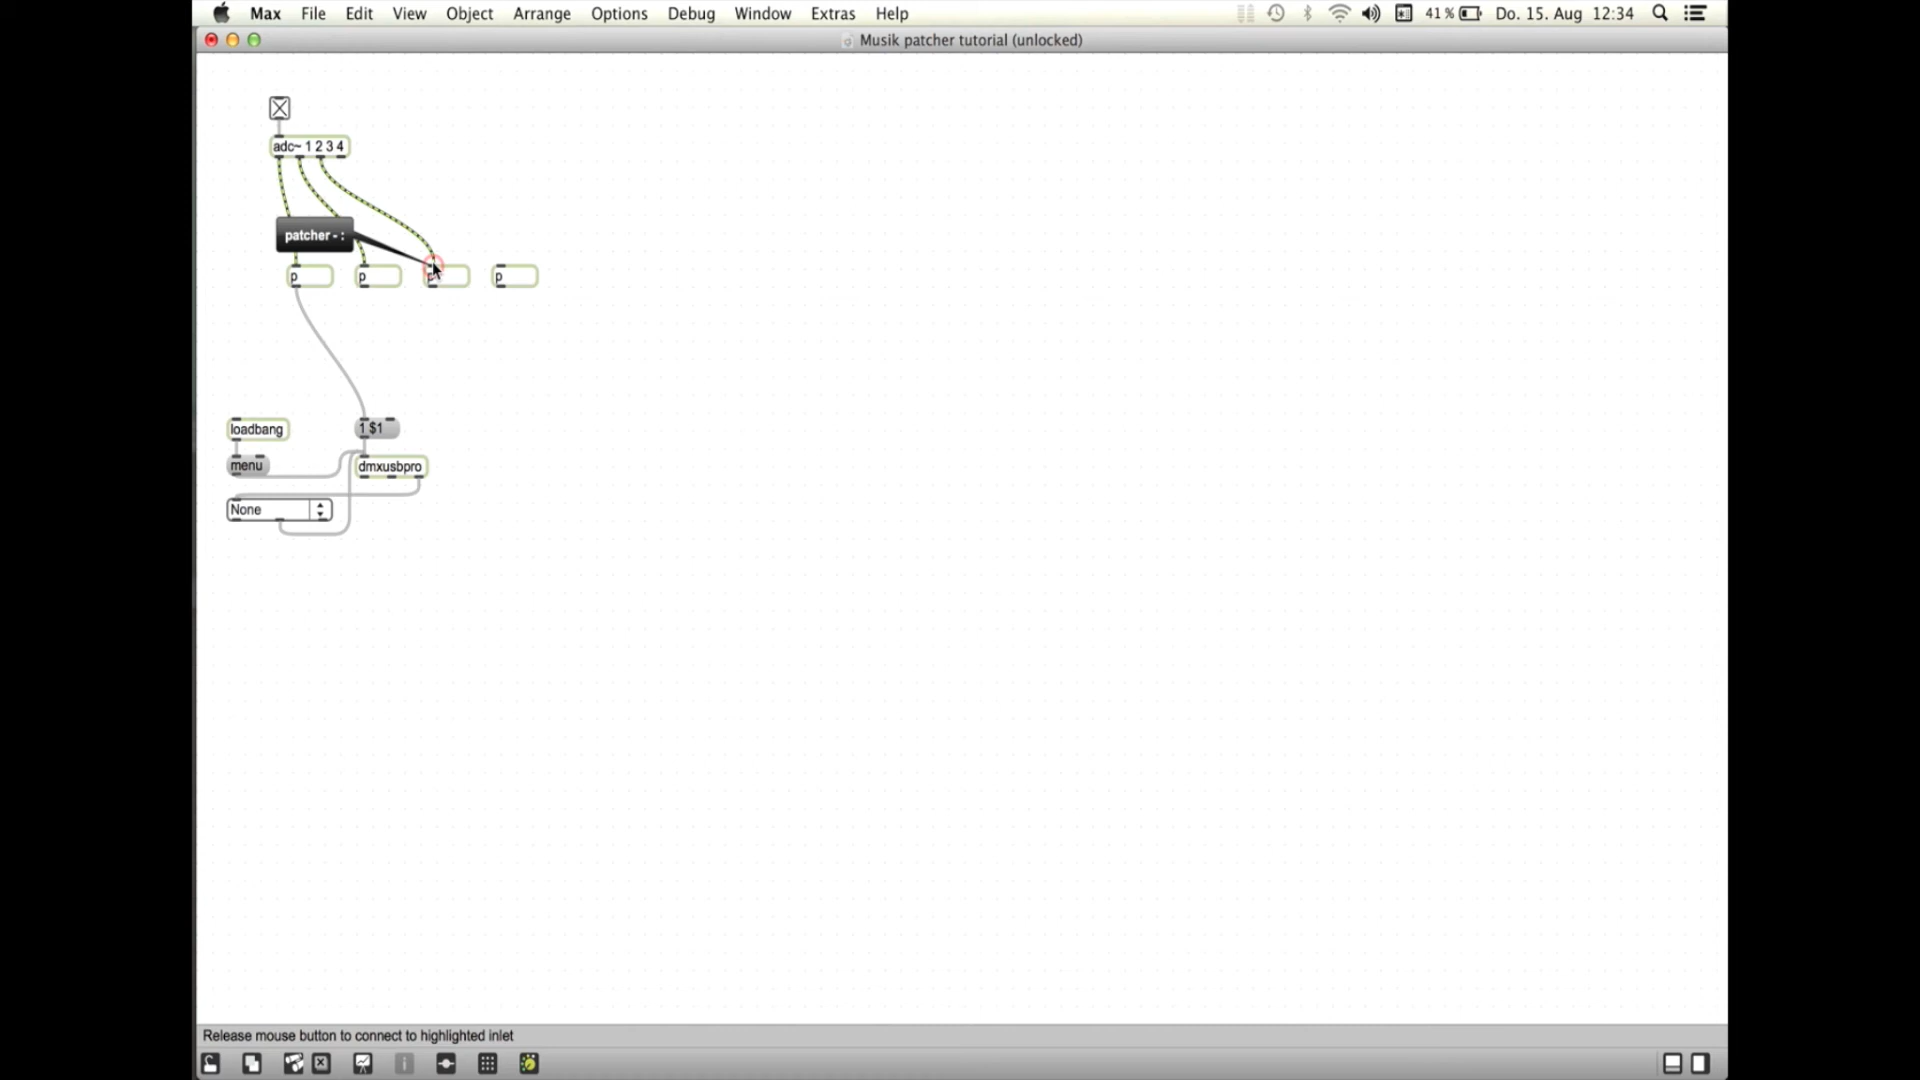 Max File Edit View Object Arrange Options Debug Window Extras Help 41% Do. 15. Aug 12:34
Musik patcher tutorial (unlocked)
adc~ 1 2 3 4
patcher - :
p p p p
loadbang 1 $1
menu dmxusbpro
None
Release mouse button to connect to highlighted inlet